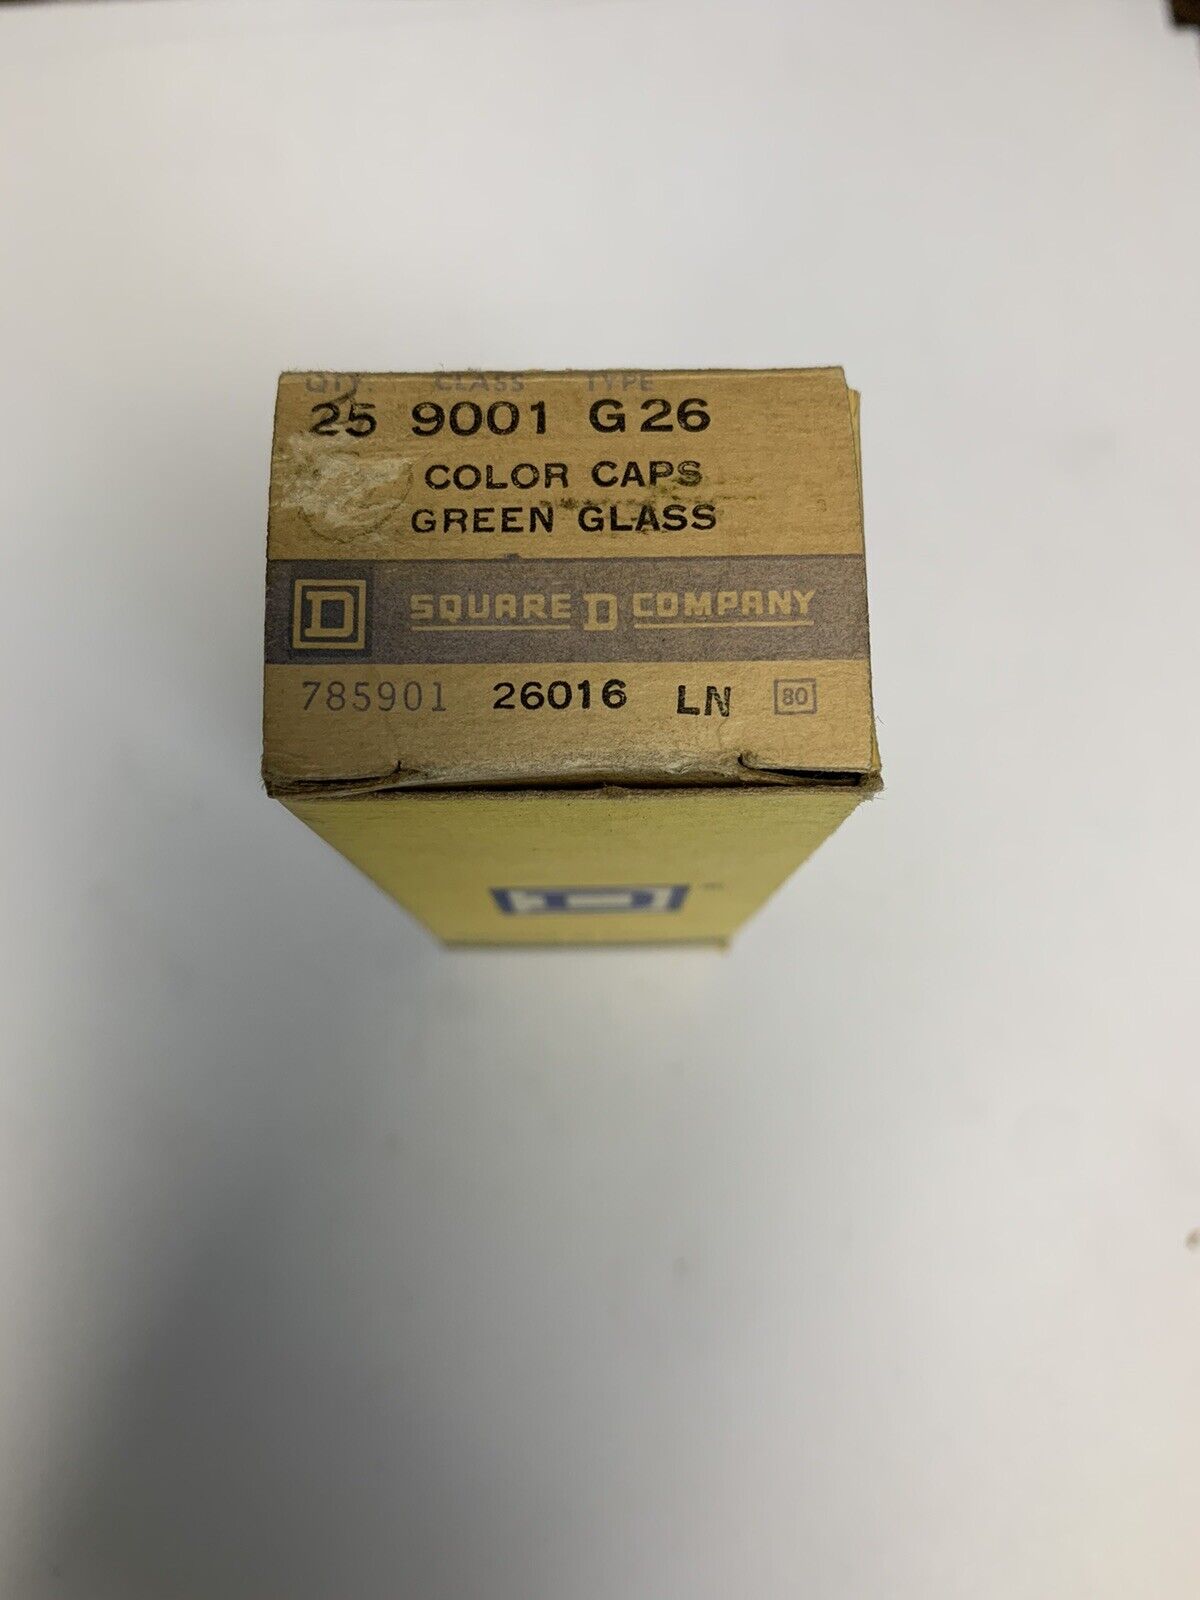 QTY. CLASS TYPE
25 9001 G26
COLOR CAPS
GREEN GLASS
D SQUARE D COMPANY
785901 26016 LN 80
D